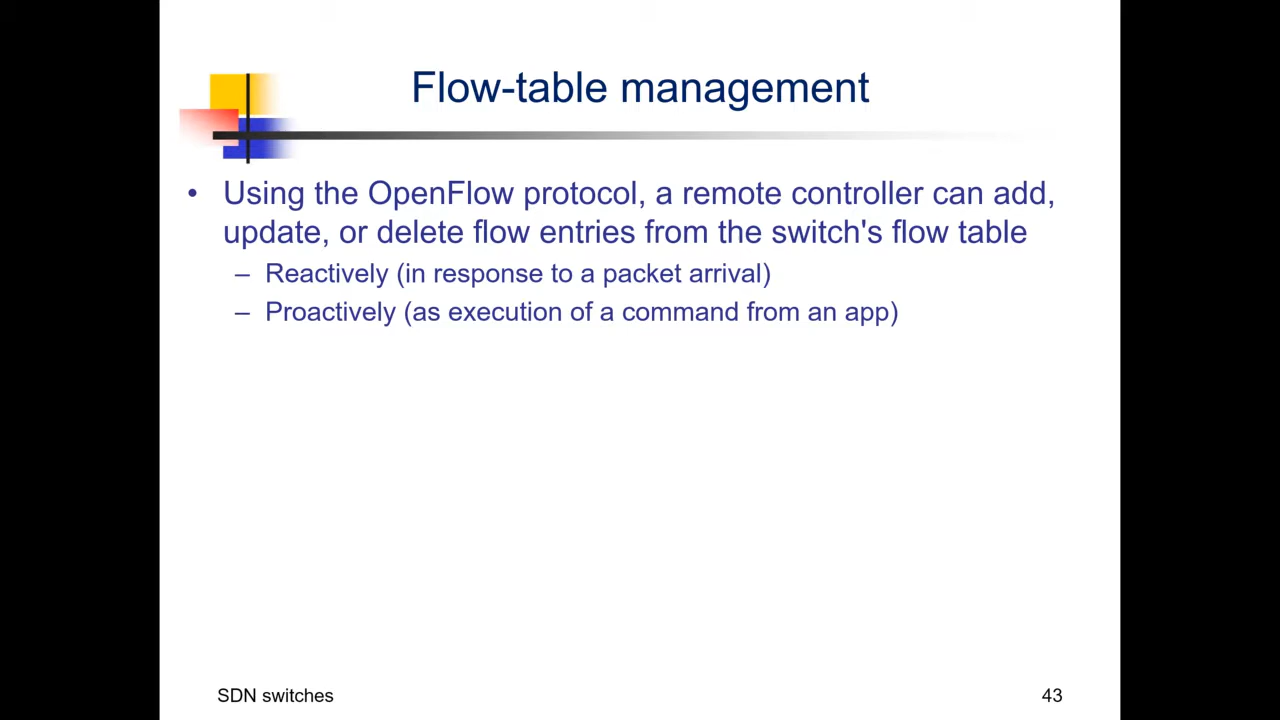 Flow-table management
• Using the OpenFlow protocol, a remote controller can add,
update, or delete flow entries from the switch's flow table
– Reactively (in response to a packet arrival)
– Proactively (as execution of a command from an app)
SDN switches
43